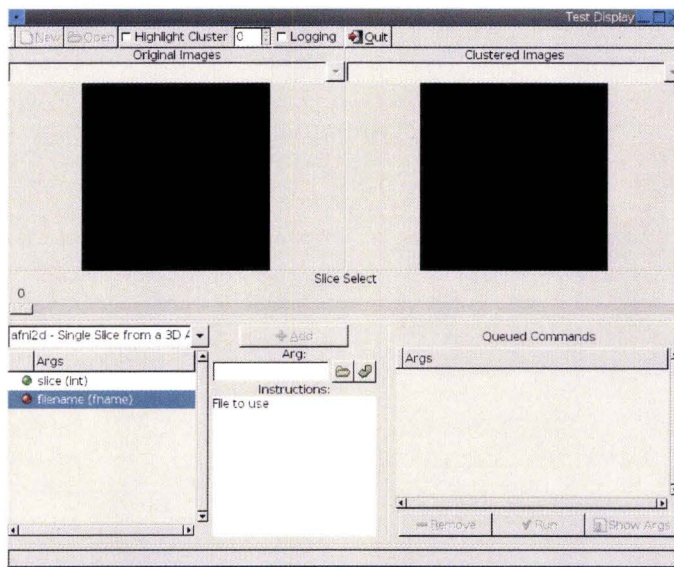 Test Display
New Open Highlight Cluster 0 Logging Quit
Original Images Clustered Images
Slice Select
0
afni2d - Single Slice from a 3D
Add
Queued Commands
Args
Arg:
Args
slice (int)
filename (fname)
Instructions:
File to use
Remove Run Show Args